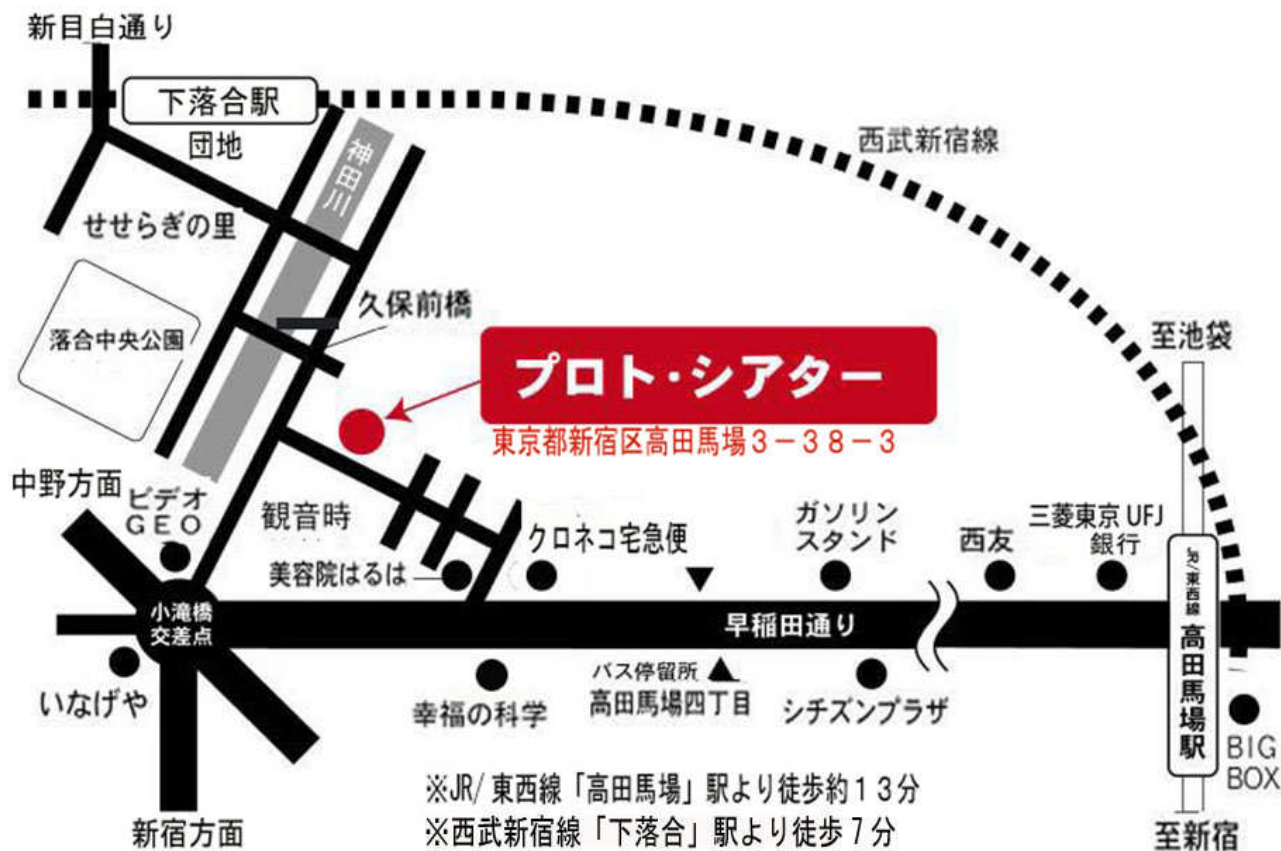 新目白通り
下落合駅
団地
神田川
西武新宿線
せせらぎの里
久保前橋
落合中央公園
至池袋
プロト・シアター
東京都新宿区高田馬場3-38-3
中野方面
ビデオ
GEO
観音時
クロネコ宅急便
ガソリン
スタンド
西友
三菱東京UFJ
銀行
美容院はるは
小滝橋
交差点
早稲田通り
JR/東西線
高田馬場駅
いなげや
幸福の科学
バス停留所
高田馬場四丁目
シチズンプラザ
BIG
BOX
※JR/東西線「高田馬場」駅より徒歩約13分
※西武新宿線「下落合」駅より徒歩7分
新宿方面
至新宿